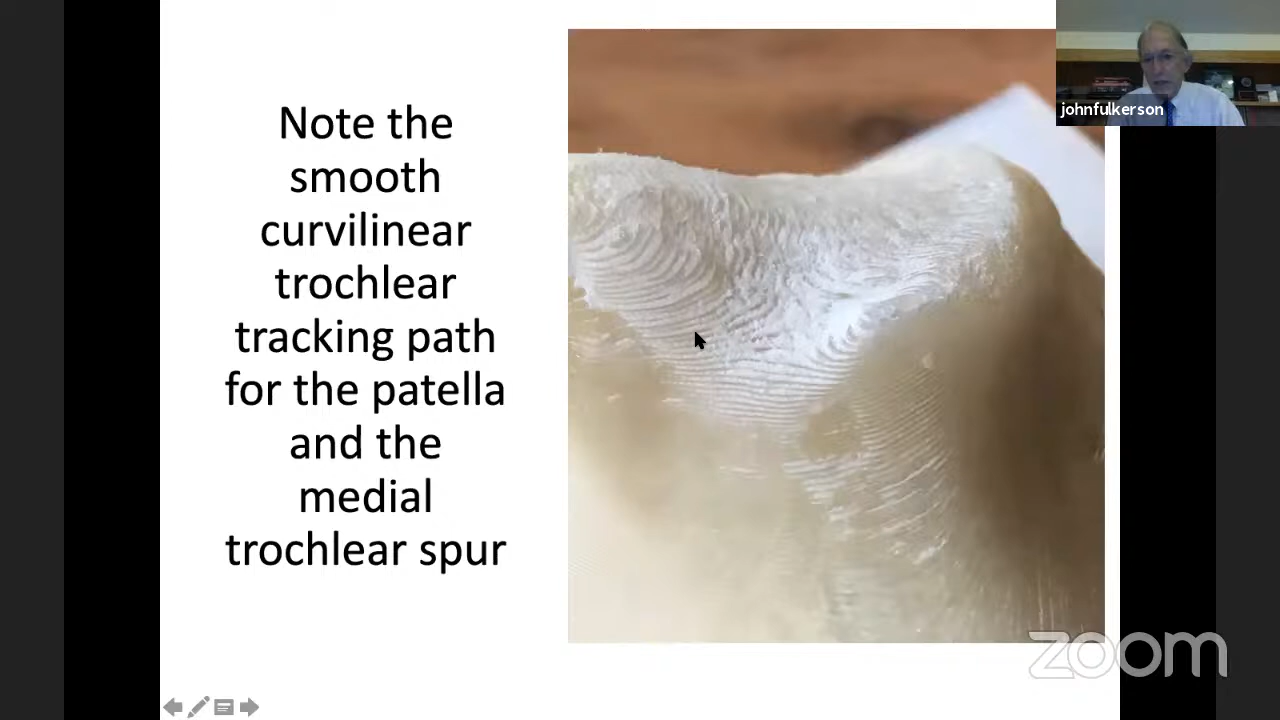 Note the
smooth
curvilinear
trochlear
tracking path
for the patella
and the
medial
trochlear spur
johnfulkerson
zoom